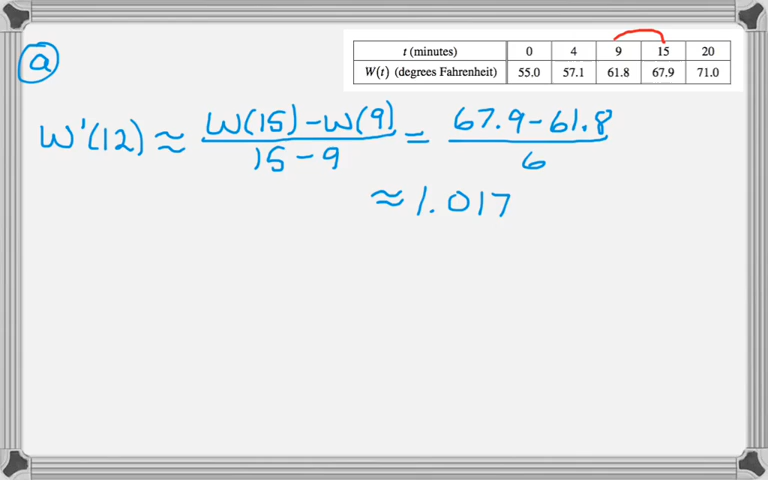 a
t (minutes) 0 4 9 15 20
W(t) (degrees Fahrenheit) 55.0 57.1 61.8 67.9 71.0
W'(12) ≈ W(15) – W(9) / 15 – 9 = 67.9 – 61.8 / 6
≈ 1.017